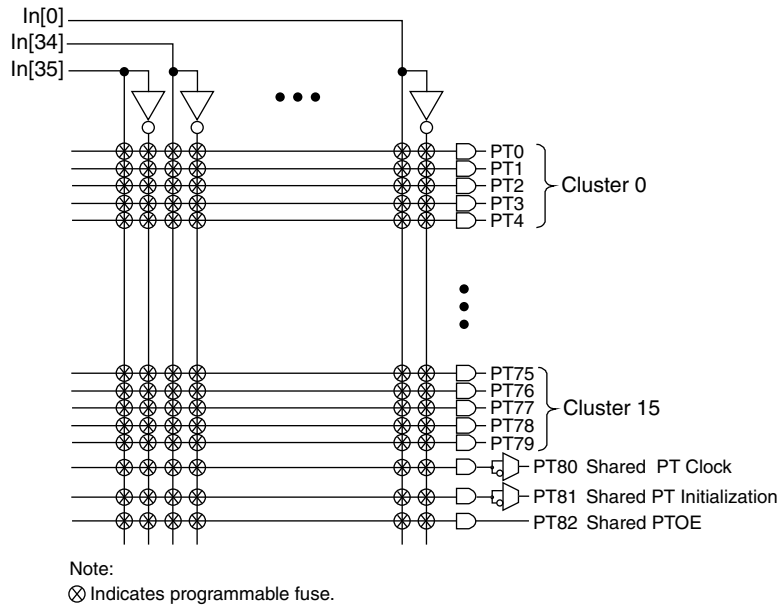 In[0]
In[34]
In[35]
PT0
PT1
PT2
PT3
PT4
Cluster 0
PT75
PT76
PT77
PT78
PT79
Cluster 15
PT80 Shared PT Clock
PT81 Shared PT Initialization
PT82 Shared PTOE
Note:
Indicates programmable fuse.